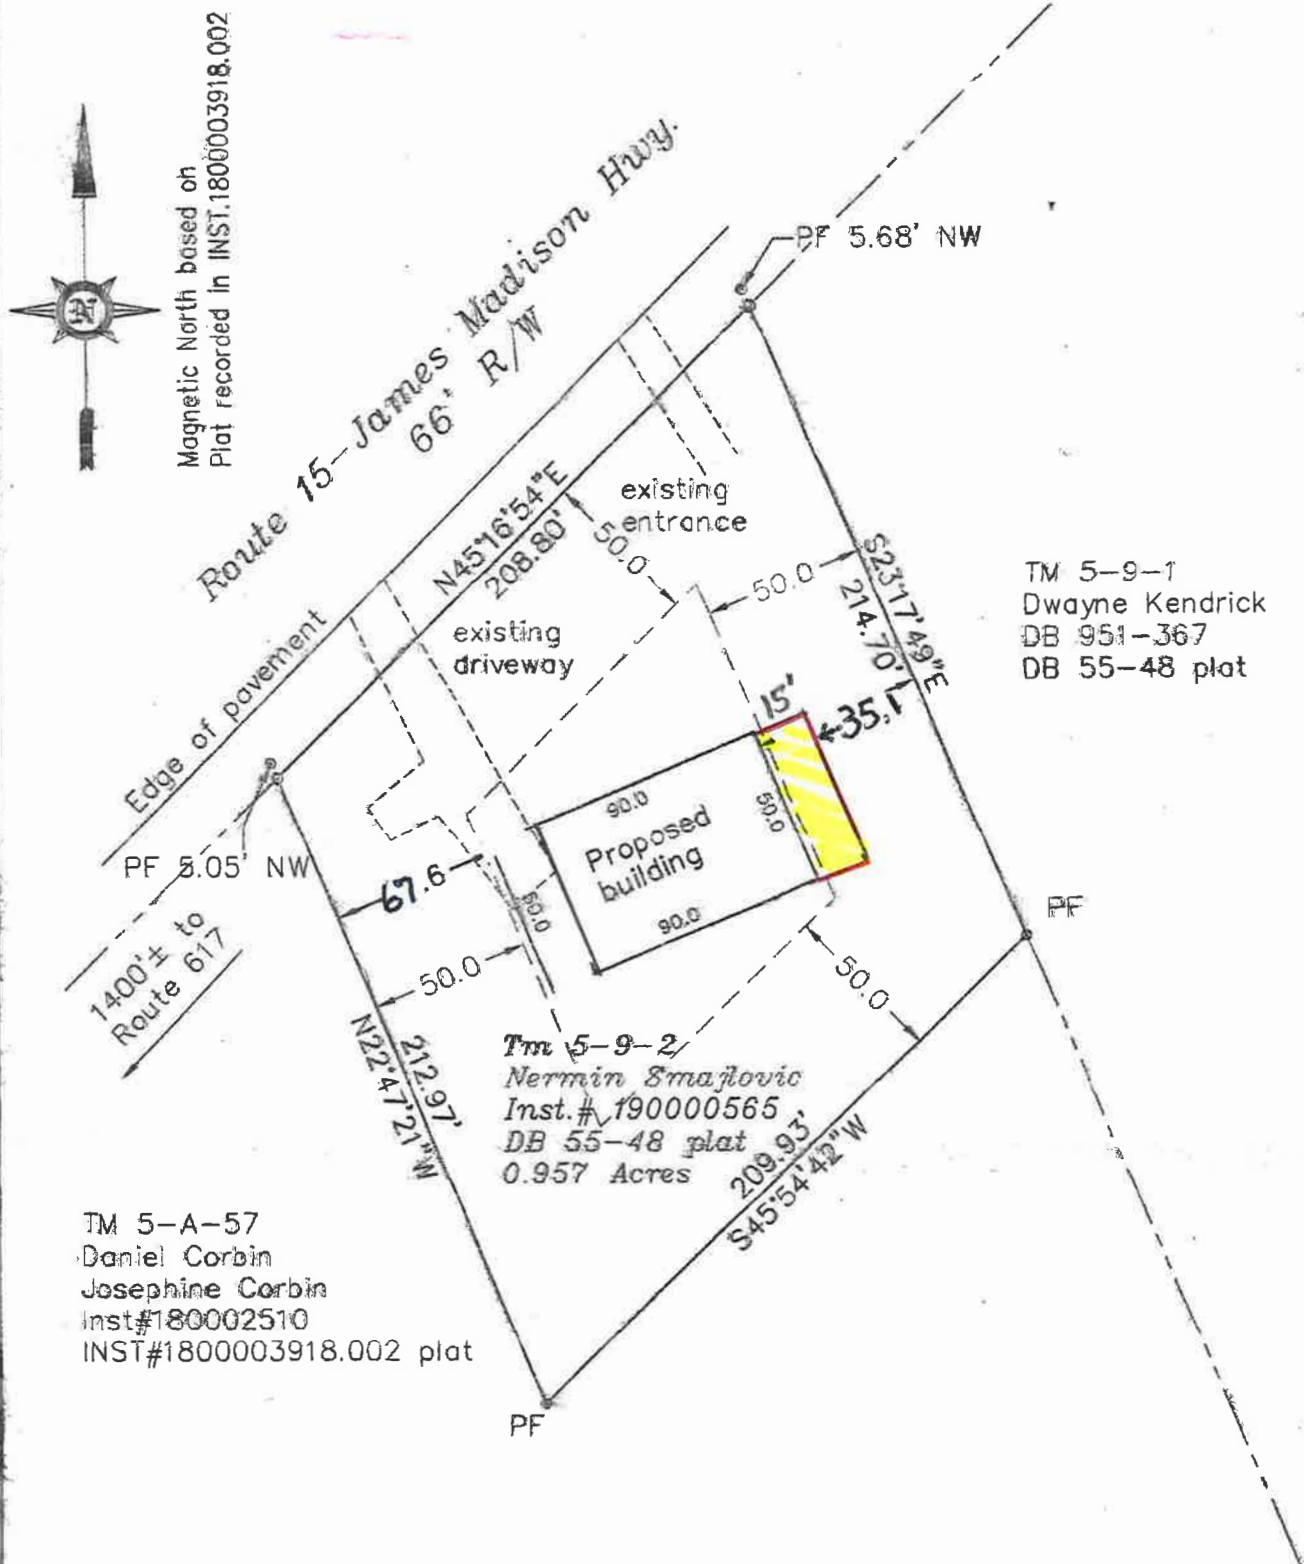 Magnetic North based on
Plat recorded in INST.1800003918.002
N
Route 15-James Madison Hwy.
66' R/W
PF 5.68' NW
N45°16'54"E
208.80'
existing
entrance
50.0
50.0
S23°17'49"E
214.70'
TM 5-9-1
Dwayne Kendrick
DB 951-367
DB 55-48 plat
Edge of pavement
existing
driveway
15'
35.1
90.0
50.0
Proposed
building
PF 5.05' NW
67.6
50.0
90.0
PF
1400'± to
Route 617
50.0
50.0
N22°47'21"W
212.97'
Tm 5-9-2
Nermin Smajlovic
Inst.# 190000565
DB 55-48 plat
0.957 Acres
209.93'
S45°54'42"W
TM 5-A-57
Daniel Corbin
Josephine Corbin
Inst#180002510
INST#1800003918.002 plat
PF